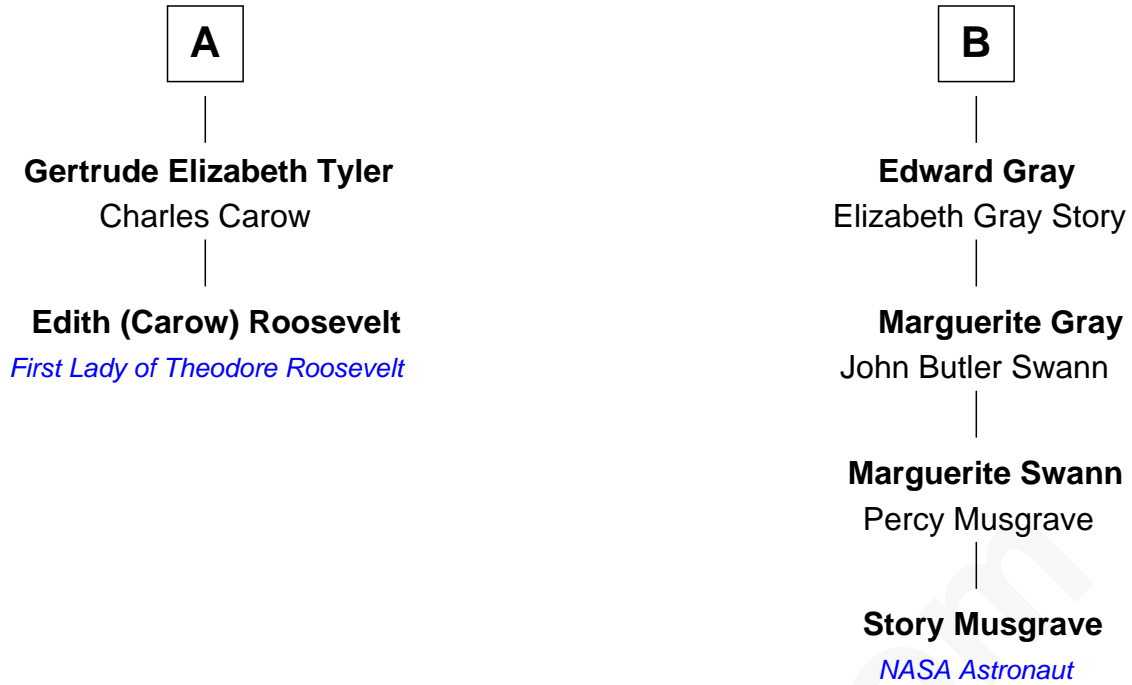 A
Gertrude Elizabeth Tyler
Charles Carow
Edith (Carow) Roosevelt
First Lady of Theodore Roosevelt
B
Edward Gray
Elizabeth Gray Story
Marguerite Gray
John Butler Swann
Marguerite Swann
Percy Musgrave
Story Musgrave
NASA Astronaut